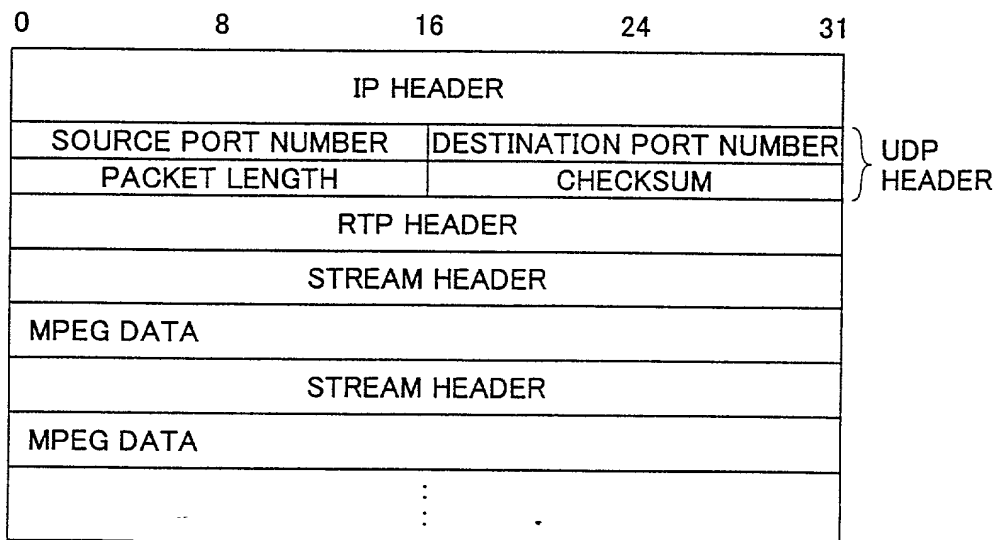 0 8 16 24 31
IP HEADER
SOURCE PORT NUMBER DESTINATION PORT NUMBER
PACKET LENGTH CHECKSUM
UDP
HEADER
RTP HEADER
STREAM HEADER
MPEG DATA
STREAM HEADER
MPEG DATA